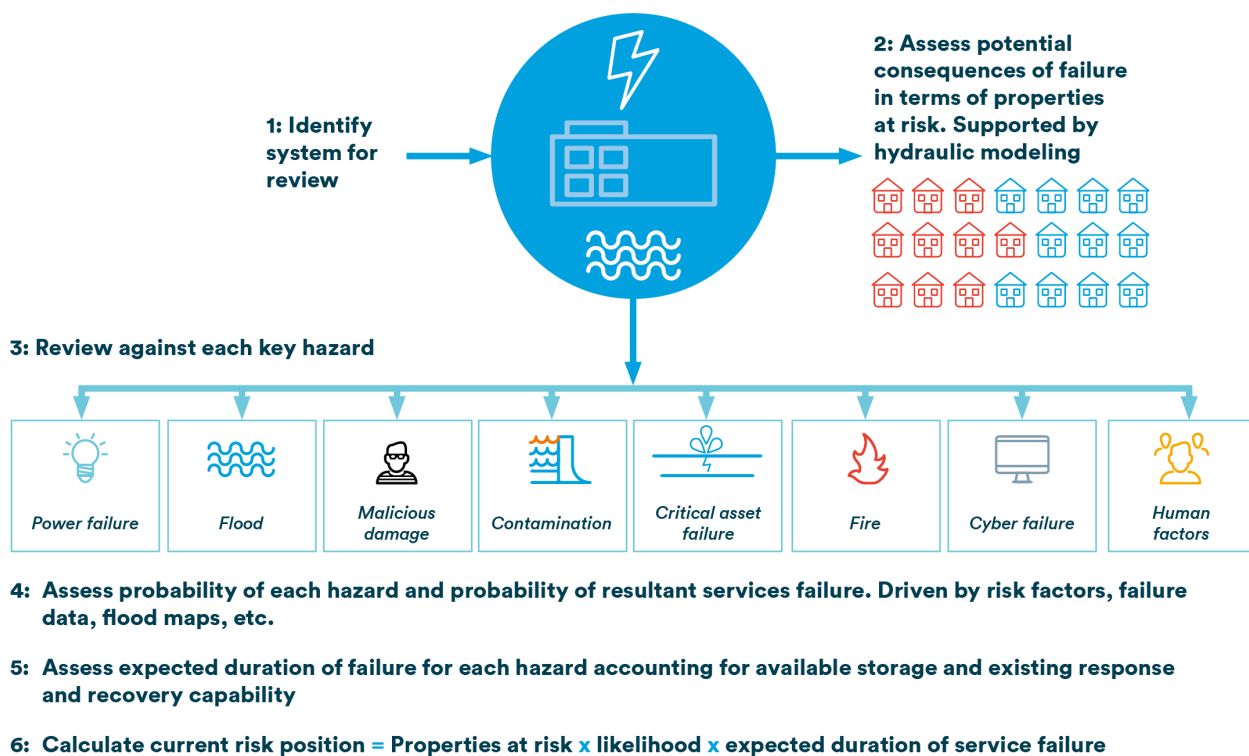 1: Identify
system for
review
2: Assess potential
consequences of failure
in terms of properties
at risk. Supported by
hydraulic modeling
3: Review against each key hazard
Power failure
Flood
Malicious
damage
Contamination
Critical asset
failure
Fire
Cyber failure
Human
factors
4: Assess probability of each hazard and probability of resultant services failure. Driven by risk factors, failure
data, flood maps, etc.
5: Assess expected duration of failure for each hazard accounting for available storage and existing response
and recovery capability
6: Calculate current risk position = Properties at risk x likelihood x expected duration of service failure